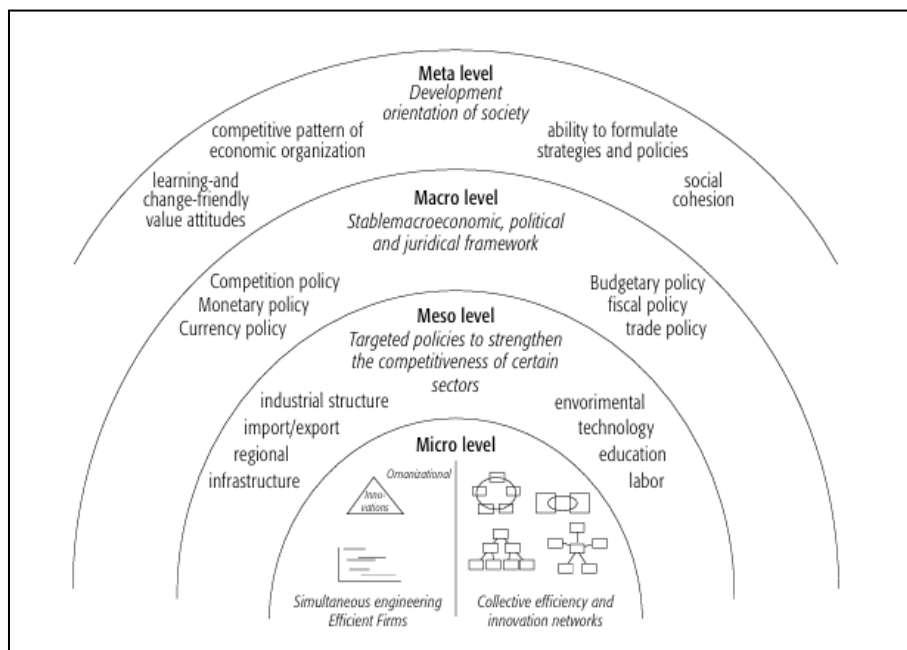 Meta level
Development
orientation of society
competitive pattern of
economic organization
ability to formulate
strategies and policies
learning-and
change-friendly
value attitudes
social
cohesion
Macro level
Stablemacroeconomic, political
and juridical framework
Competition policy
Monetary policy
Currency policy
Budgetary policy
fiscal policy
trade policy
Meso level
Targeted policies to strengthen
the competitiveness of certain
sectors
industrial structure
import/export
regional
infrastructure
envorimental
technology
education
labor
Micro level
Omanizational
Inno-
vations
Simultaneous engineering
Efficient Firms
Collective efficiency and
innovation networks